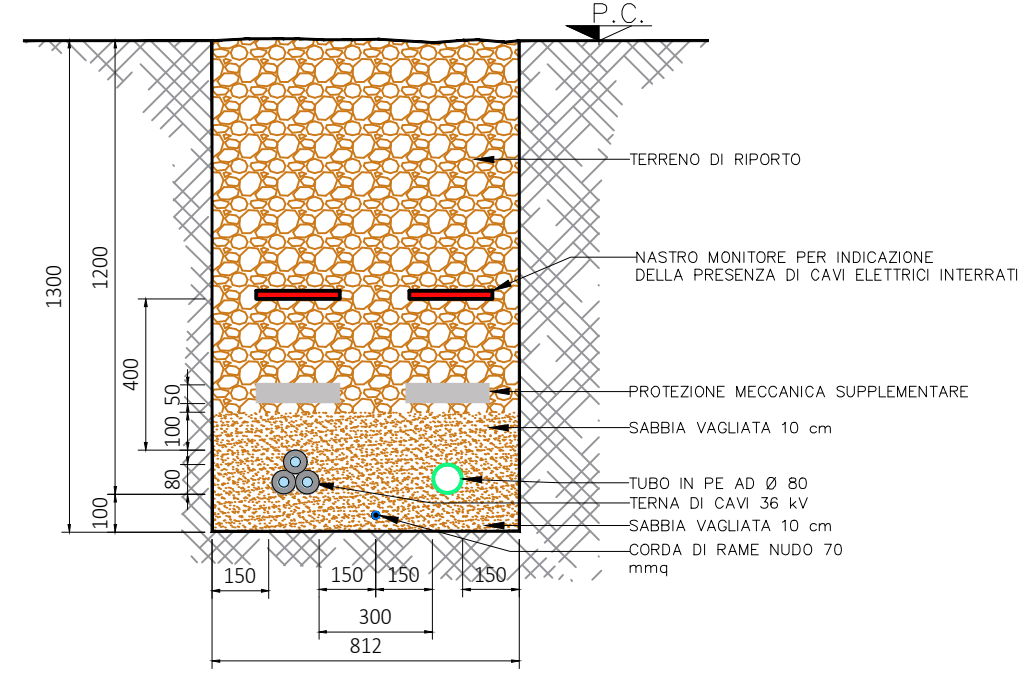 P.C.
TERRENO DI RIPORTO
NASTRO MONITORE PER INDICAZIONE
DELLA PRESENZA DI CAVI ELETTRICI INTERRATI
1300
1200
400
50
PROTEZIONE MECCANICA SUPPLEMENTARE
100
SABBIA VAGLIATA 10 cm
80
TUBO IN PE AD Ø 80
TERNA DI CAVI 36 kV
100
SABBIA VAGLIATA 10 cm
CORDA DI RAME NUDO 70
mmq
150
150
150
150
300
812